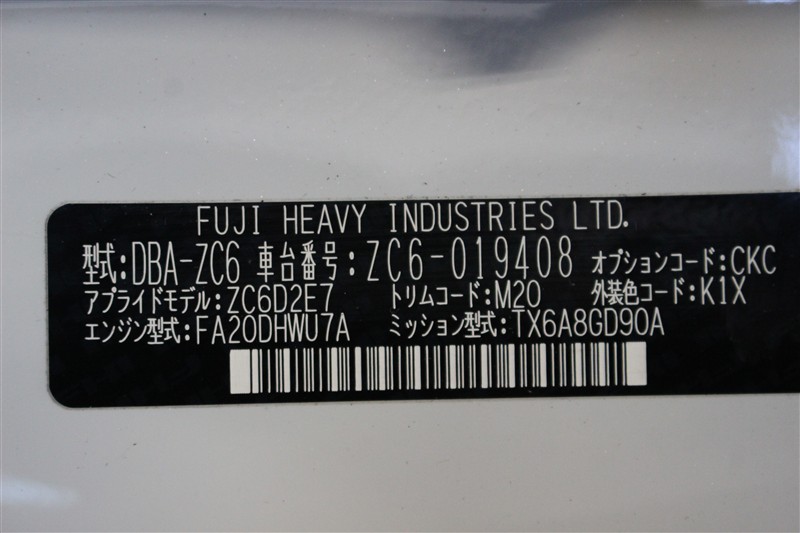 FUJI HEAVY INDUSTRIES LTD.
型式:DBA-ZC6 車台番号:ZC6-019408 オプションコード:CKC
アプライドモデル:ZC6D2E7 トリムコード:M20 外装色コード:K1X
エンジン型式:FA20DHWU7A ミッション型式:TX6A8GD90A